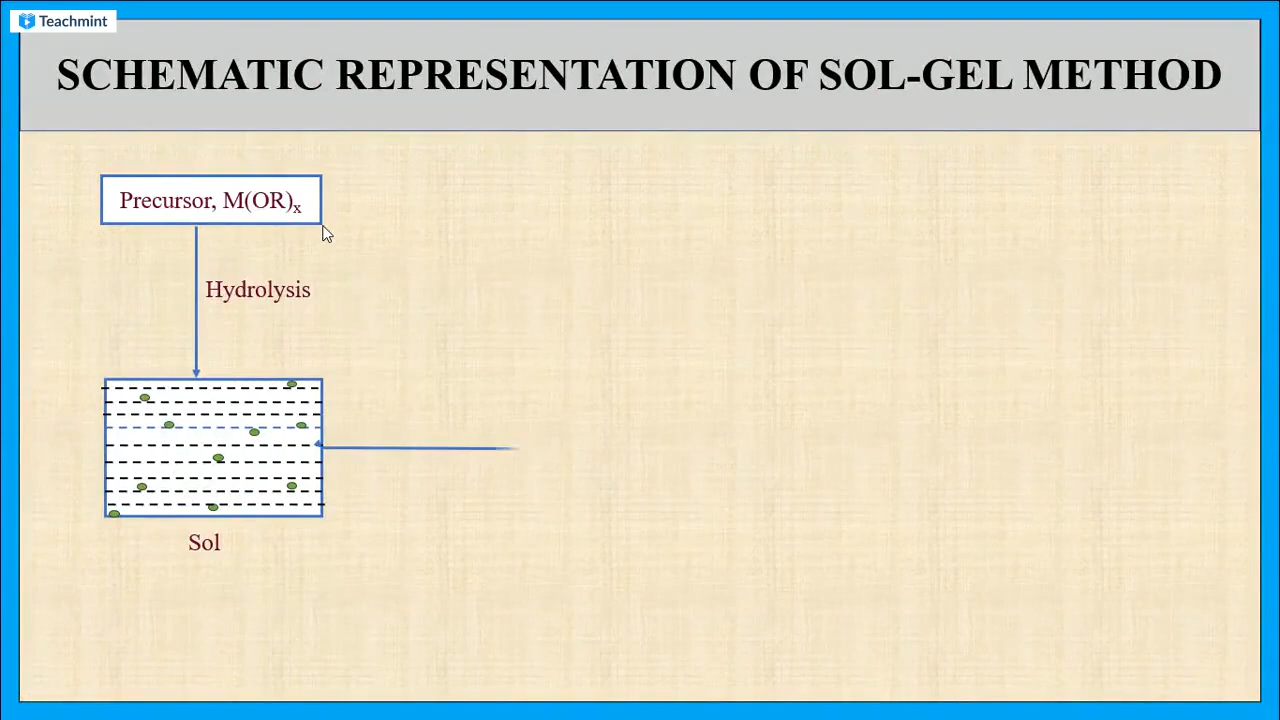 Teachmint
SCHEMATIC REPRESENTATION OF SOL-GEL METHOD
Precursor, M(OR)x
Hydrolysis
Sol